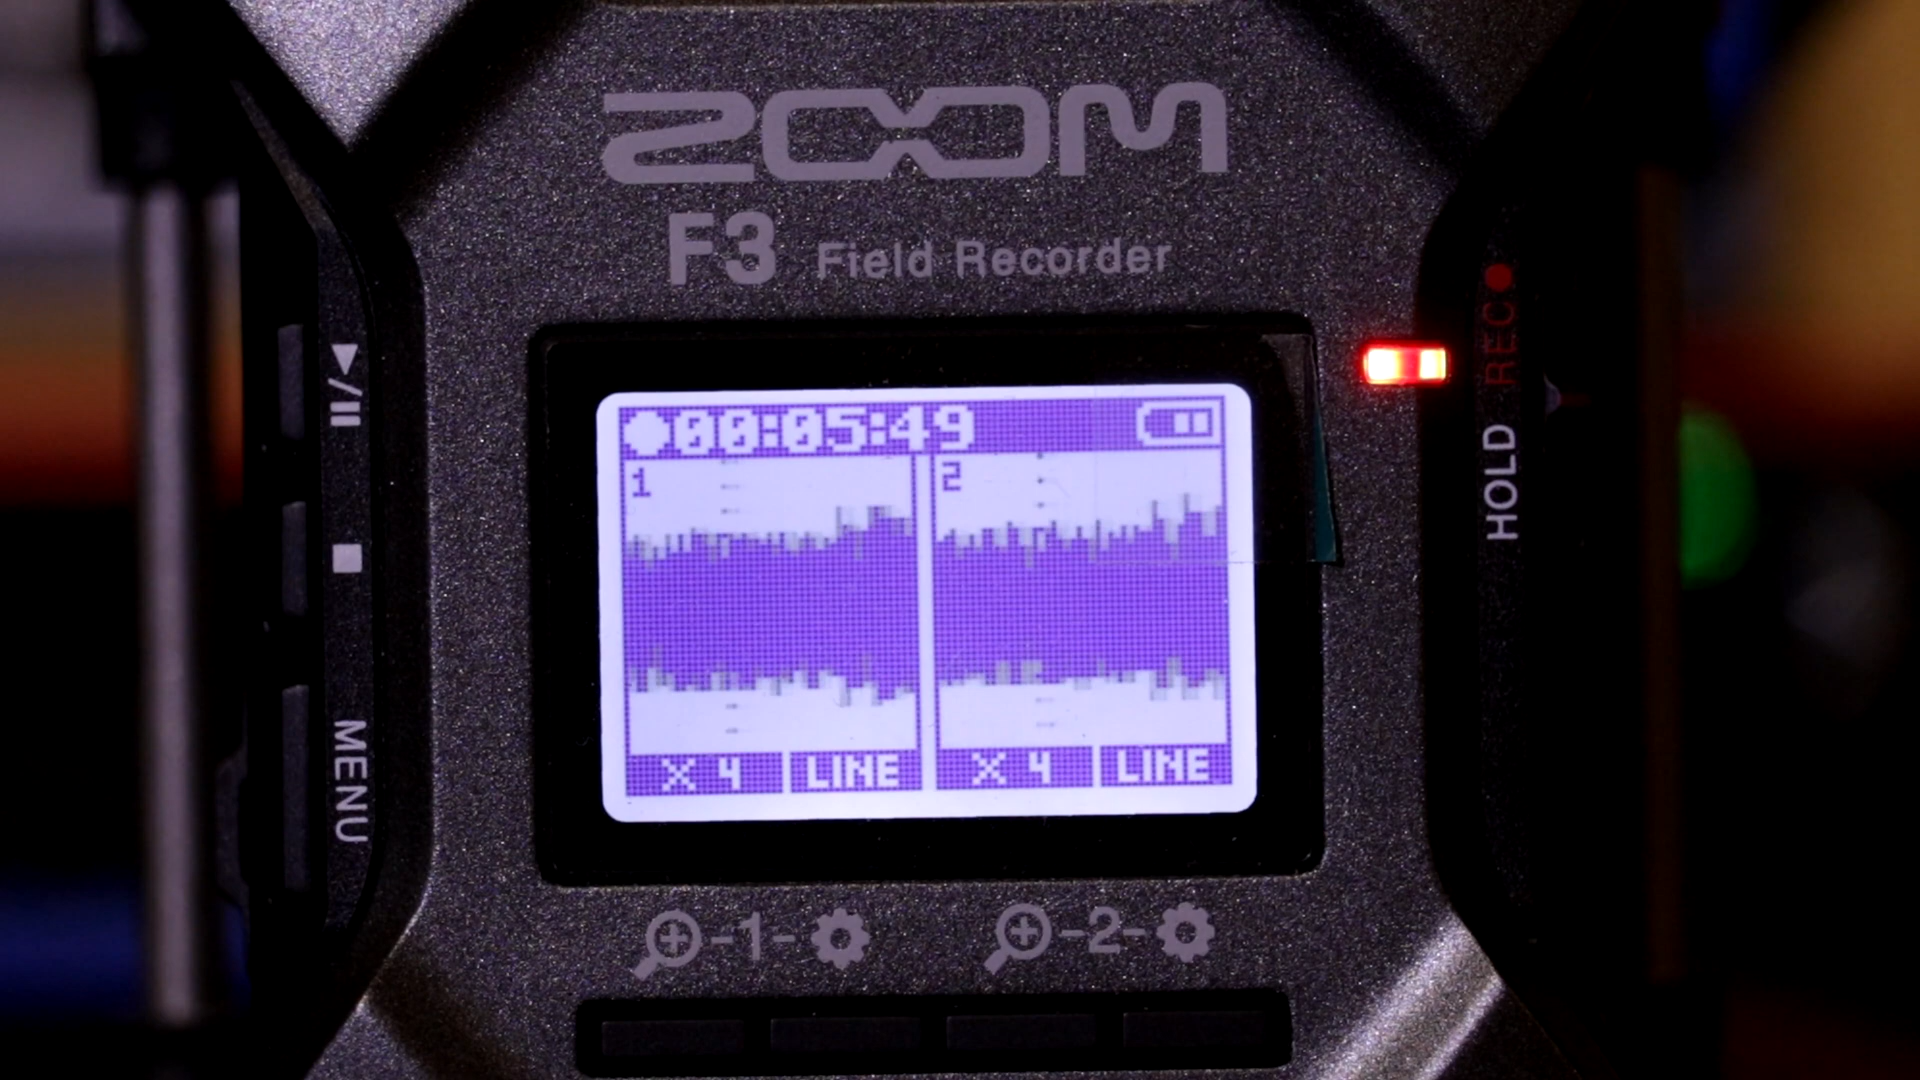 ZOOM
F3 Field Recorder
REC
HOLD
MENU
00:05:49
1 2
X 4 LINE X 4 LINE
-1- -2-